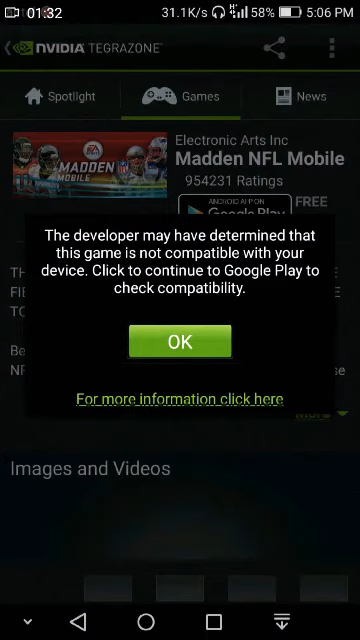 01:32
31.1K/s
H
58%
5:06 PM
NVIDIA TEGRAZONE
Spotlight
Games
News
EA
MADDEN
MOBILE
Electronic Arts Inc
Madden NFL Mobile
954231 Ratings
ANDROID APP ON
Google Play
FREE
The developer may have determined that
this game is not compatible with your
device. Click to continue to Google Play to
check compatibility.
OK
For more information click here
More
Images and Videos